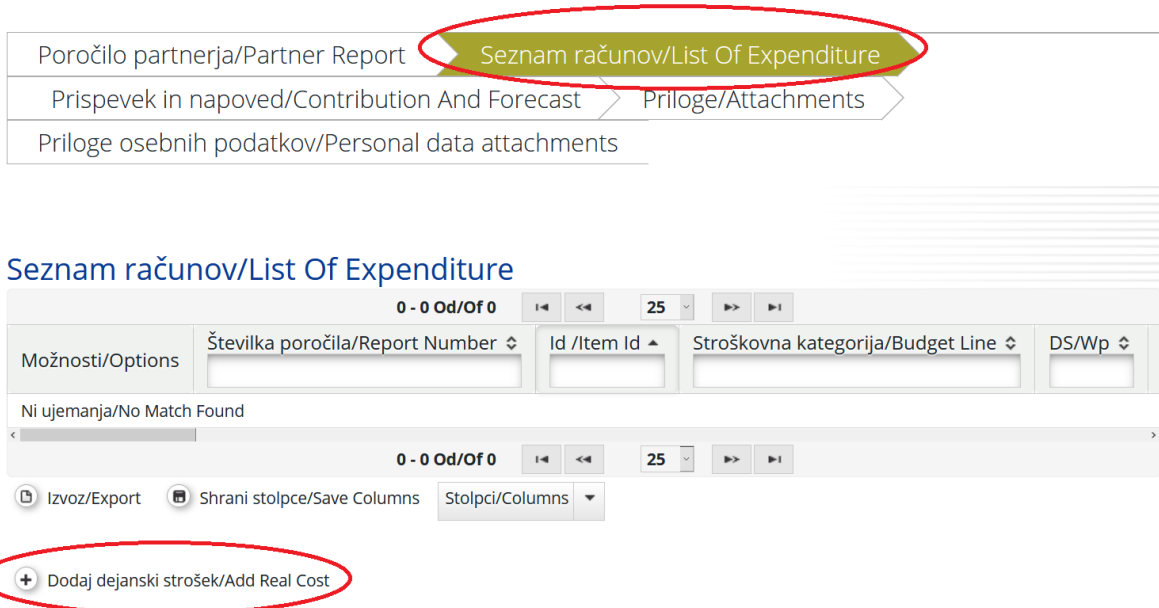 Poročilo partnerja/Partner Report Seznam računov/List Of Expenditure
Prispevek in napoved/Contribution And Forecast Priloge/Attachments
Priloge osebnih podatkov/Personal data attachments
Seznam računov/List Of Expenditure
0 - 0 Od/Of 0 25
Možnosti/Options Številka poročila/Report Number Id /Item Id Stroškovna kategorija/Budget Line DS/Wp
Ni ujemanja/No Match Found
0 - 0 Od/Of 0 25
Izvoz/Export Shrani stolpce/Save Columns Stolpci/Columns
Dodaj dejanski strošek/Add Real Cost